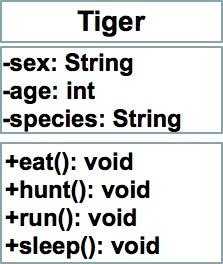 Tiger
-sex: String
-age: int
-species: String
+eat(): void
+hunt(): void
+run(): void
+sleep(): void